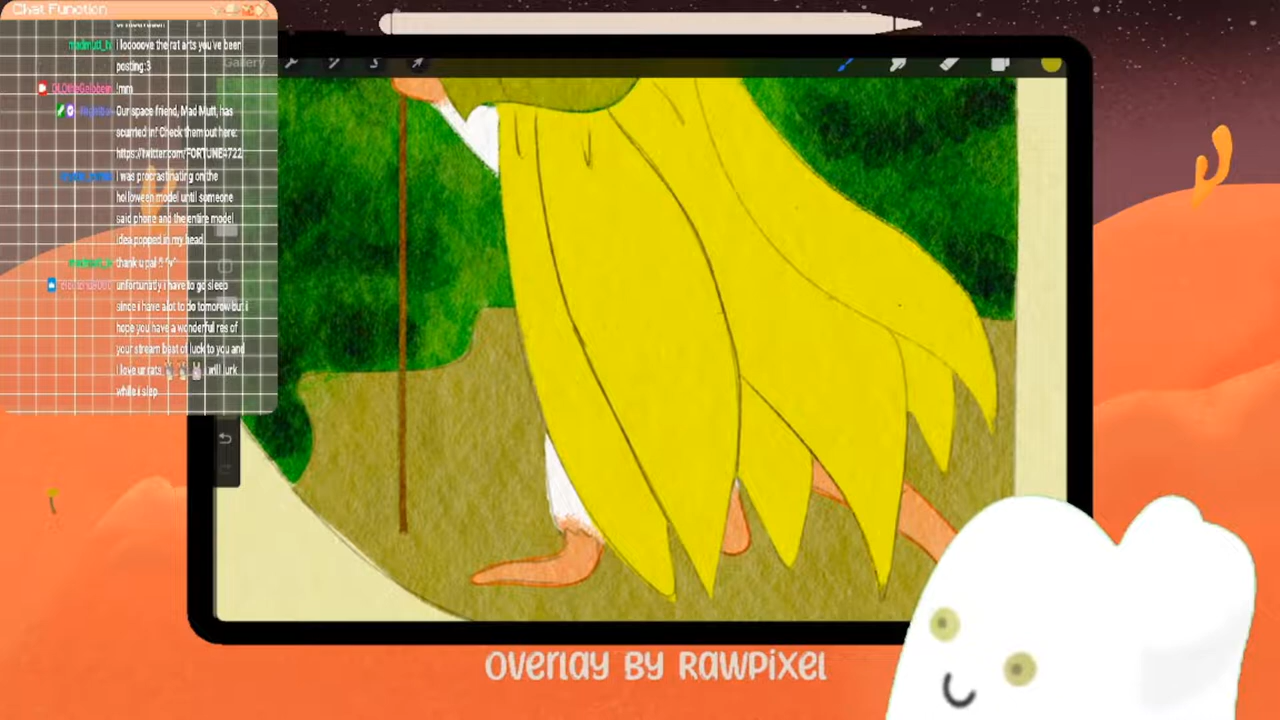 Chat Function
i looooove the rat arts you've been
posting:3
!mm
Our space friend, Mad Mutt, has
scurried in! Check them out here:
https://twitter.com/FORTUNE4722
i was procrastinating on the
holloween model until someone
said phone and the entire model
idea popped in my head
thank u pal
unfortunatly i have to go sleep
since i have alot to do tomorow but i
hope you have a wonderful res of
your stream best of luck to you and
i love ur rats i will lurk
while i slep
Gallery
Overlay by Rawpixel